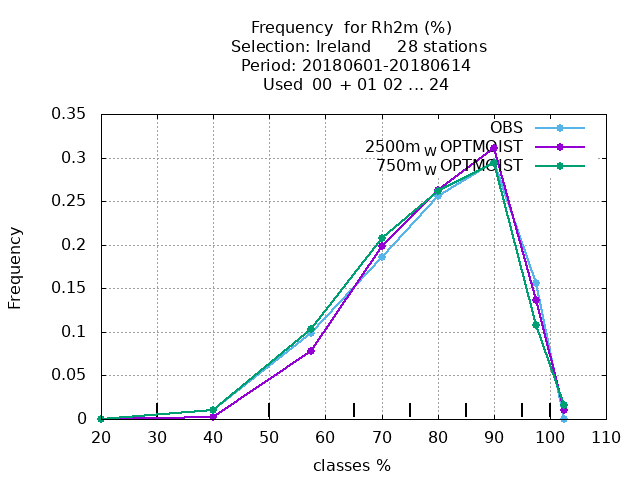 Frequency  for Rh2m (%)
Selection: Ireland     28 stations
Period: 20180601-20180614
Used  00 + 01 02 ... 24
OBS
2500m_W OPTMOIST
750m_W OPTMOIST
0.35
0.3
0.25
0.2
0.15
0.1
0.05
0
Frequency
20 30 40 50 60 70 80 90 100 110
classes %